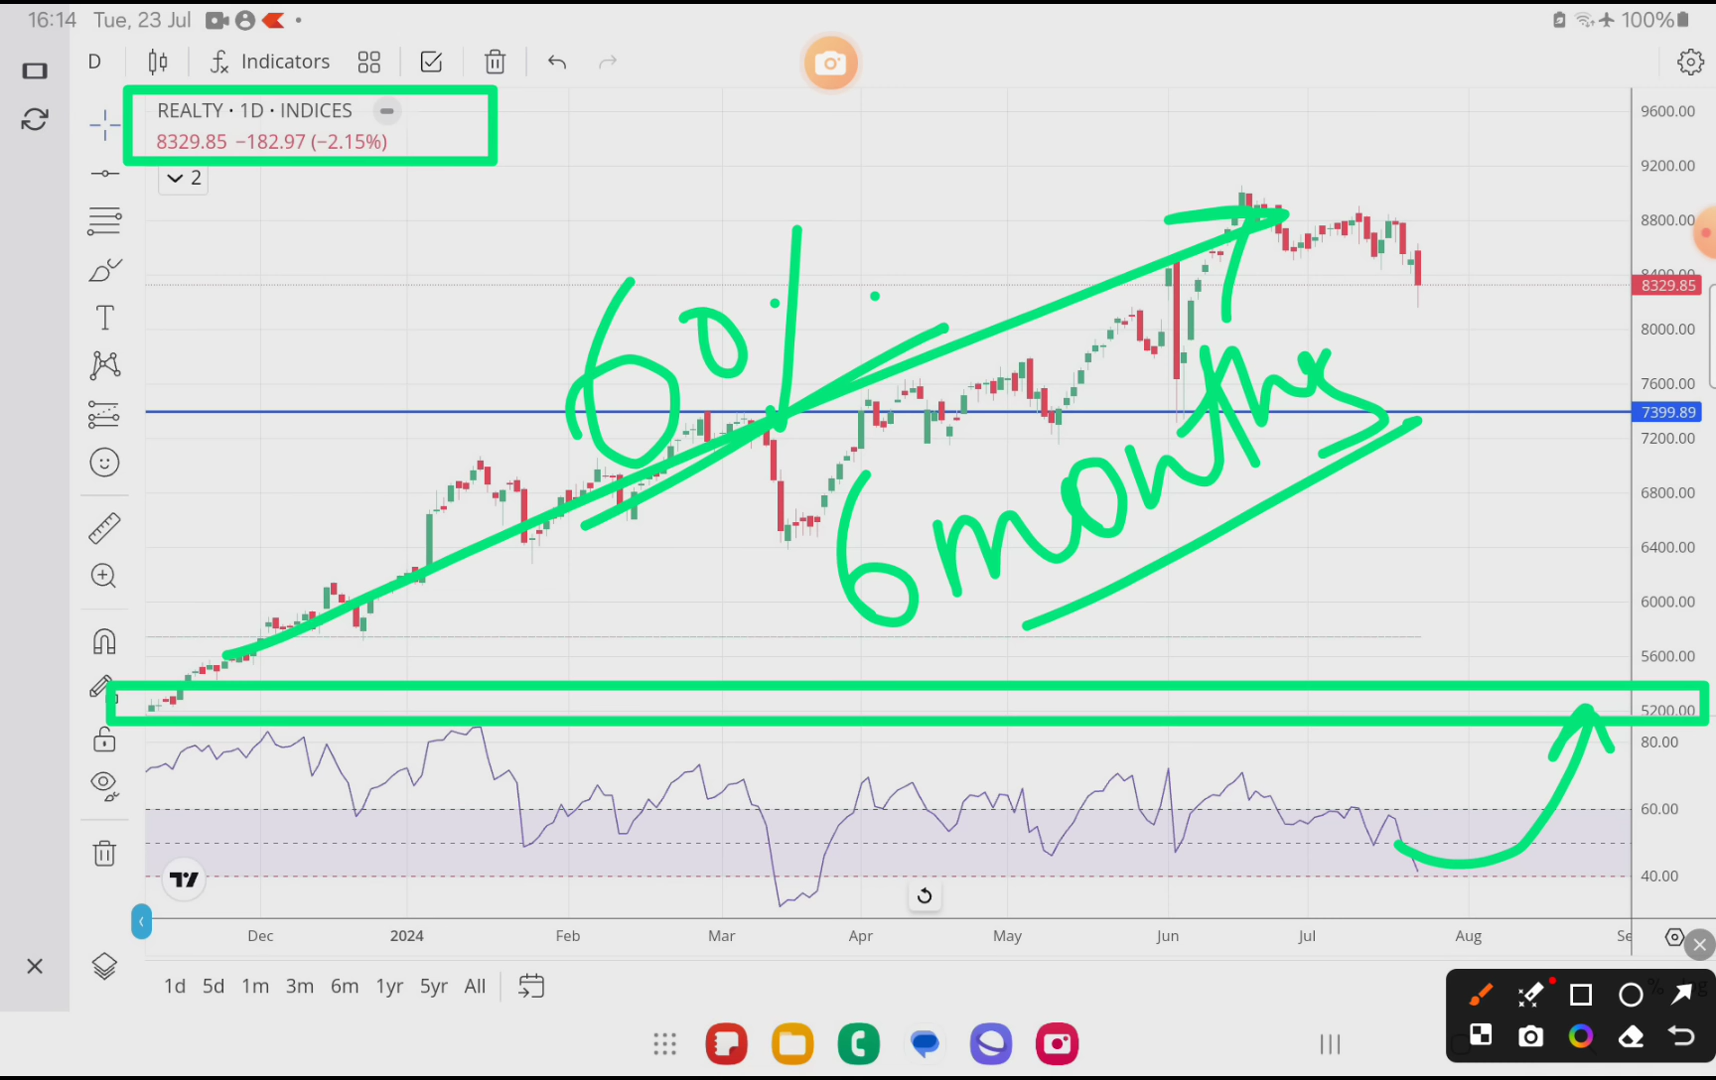 16:14 Tue, 23 Jul
100%
D Indicators
REALTY · 1D · INDICES
8329.85 −182.97 (−2.15%)
2
9600.00
9200.00
8800.00
8400.00
8329.85
8000.00
7600.00
7399.89
7200.00
6800.00
6400.00
6000.00
5600.00
5200.00
60%
6 months
80.00
60.00
40.00
Dec 2024 Feb Mar Apr May Jun Jul Aug
1d 5d 1m 3m 6m 1yr 5yr All